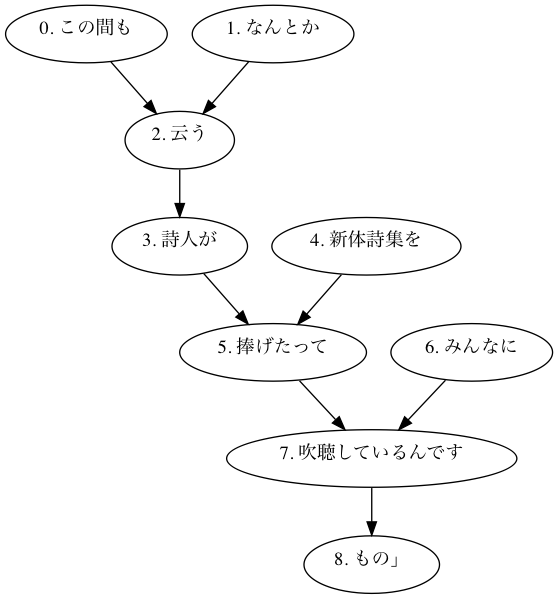 0. この間も
1. なんとか
2. 云う
3. 詩人が
4. 新体詩集を
5. 捧げたって
6. みんなに
7. 吹聴しているんです
8. もの」